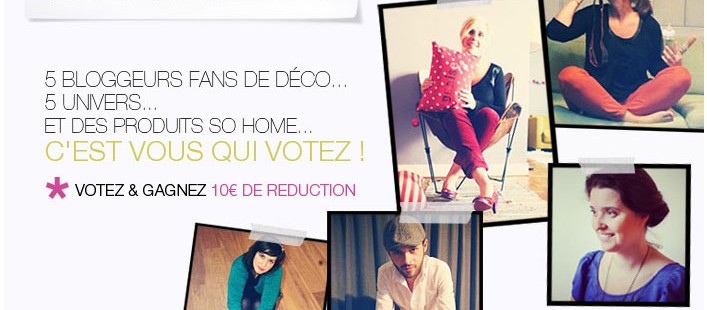 5 BLOGGEURS FANS DE DÉCO...
5 UNIVERS...
ET DES PRODUITS SO HOME...
C'EST VOUS QUI VOTEZ !
* VOTEZ & GAGNEZ 10€ DE REDUCTION